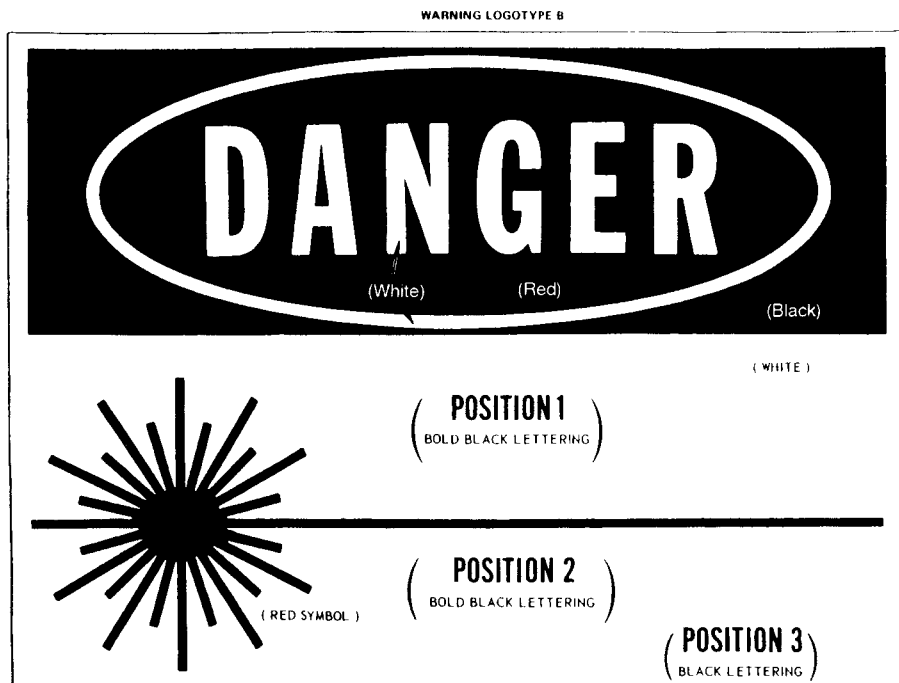 WARNING LOGOTYPE B
DANGER
(White)
(Red)
(Black)
( WHITE )
( POSITION 1
BOLD BLACK LETTERING )
( POSITION 2
BOLD BLACK LETTERING )
( RED SYMBOL )
( POSITION 3
BLACK LETTERING )